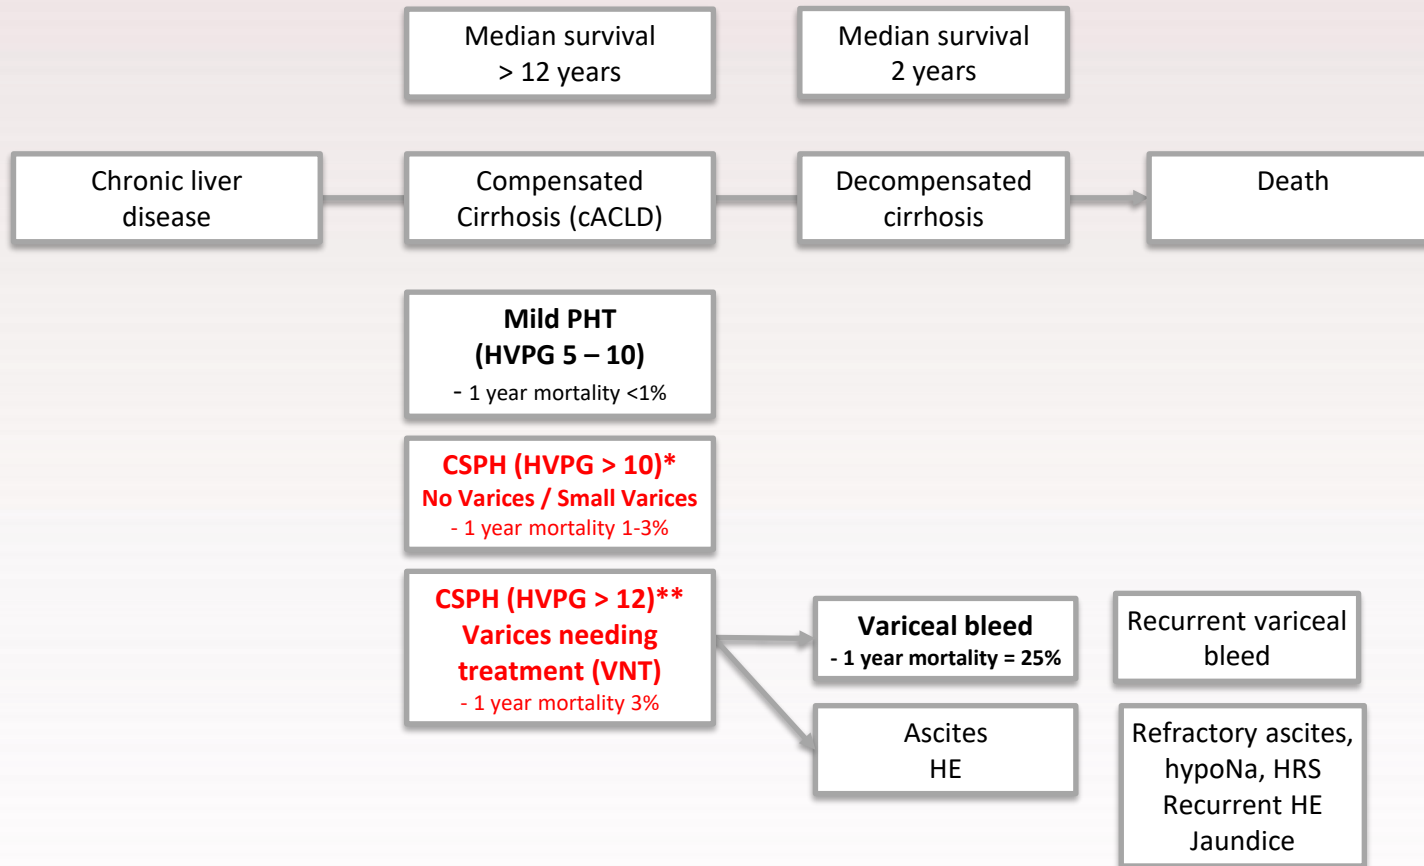 Median survival
> 12 years
Median survival
2 years
Chronic liver
disease
Compensated
Cirrhosis (cACLD)
Decompensated
cirrhosis
Death
Mild PHT
(HVPG 5 – 10)
- 1 year mortality <1%
CSPH (HVPG > 10)*
No Varices / Small Varices
- 1 year mortality 1-3%
CSPH (HVPG > 12)**
Varices needing
treatment (VNT)
- 1 year mortality 3%
Variceal bleed
- 1 year mortality = 25%
Recurrent variceal
bleed
Ascites
HE
Refractory ascites,
hypoNa, HRS
Recurrent HE
Jaundice